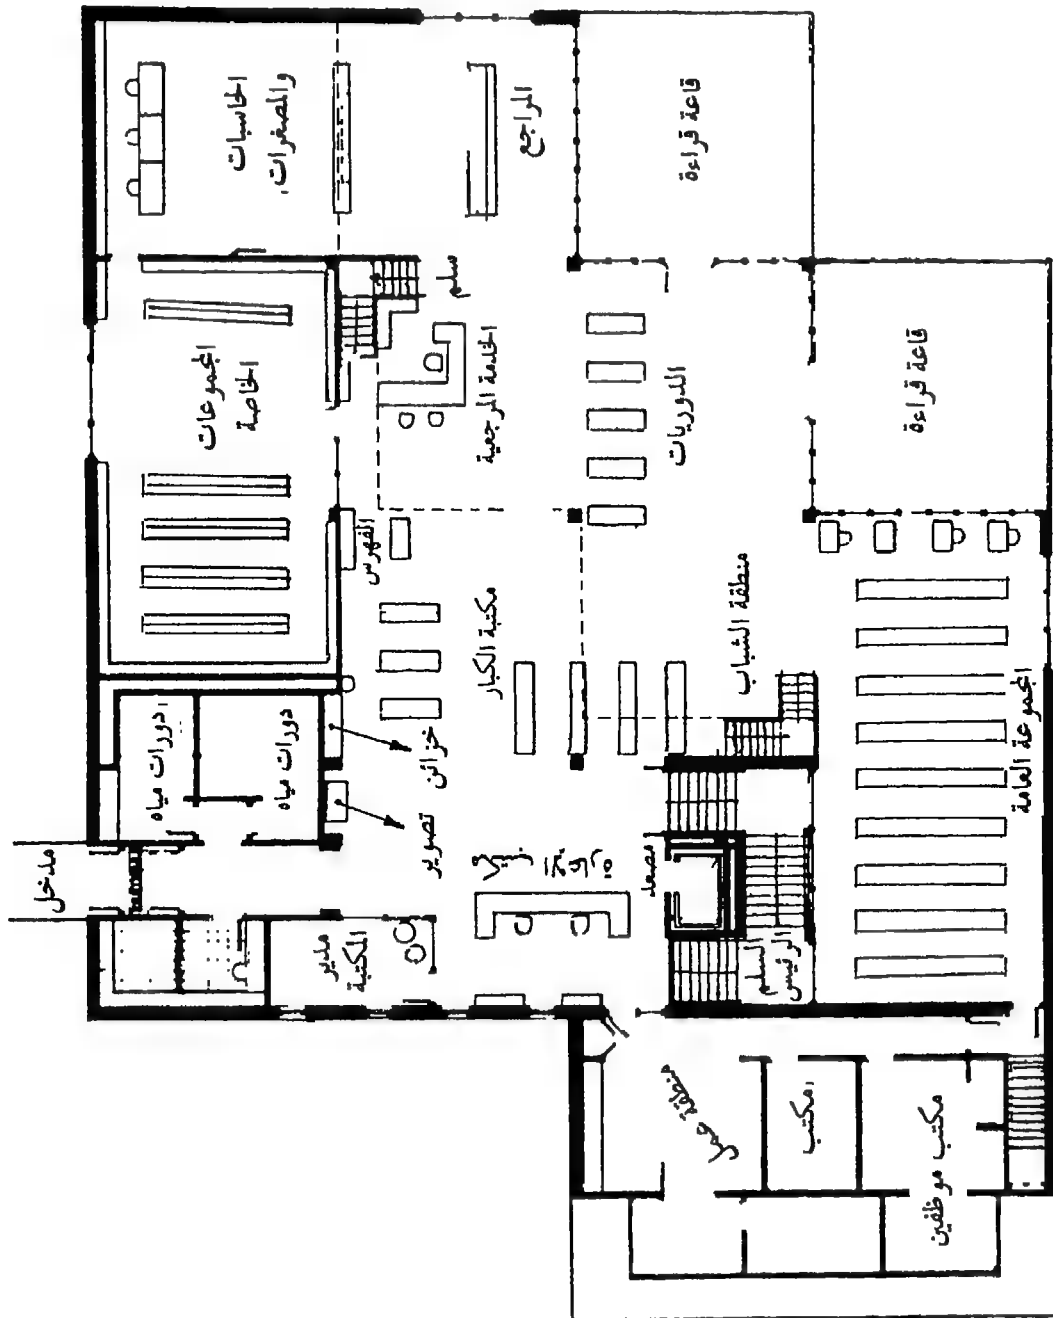 الحاسبات
والمصغرات
المراجع
قاعة قراءة
سلم
المجموعات
الخاصة
الخدمة المرجعية
الدوريات
قاعة قراءة
الفهرس
مكتبة الكبار
منطقة الشباب
المجموعة العامة
دورات مياه
دورات مياه
خزائن
تصوير
مدخل
مصعد
مدير
المكتبة
السلم
الرئيس
منطقة عمل
مكتب
مكتب موظفين